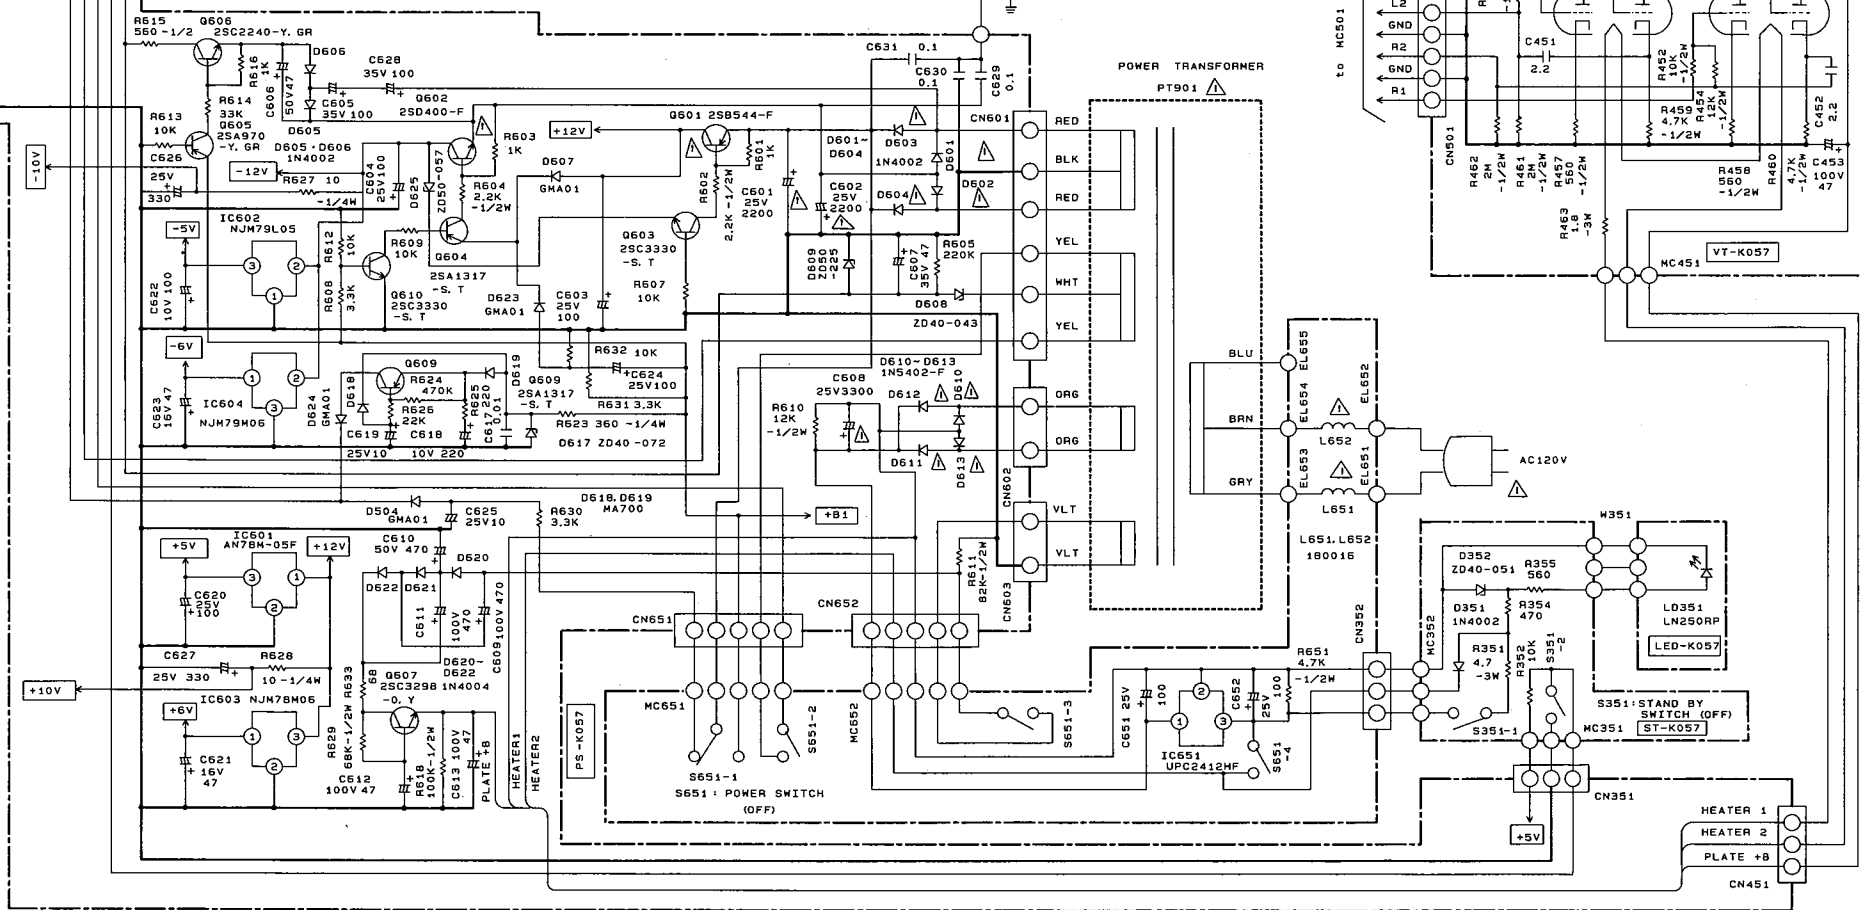 R615
560 -1/2
Q606
2SC2240-Y, GR
D606
R616
1K
C606
50V47
C628
35V 100
C605
35V 100
Q602
2SD400-F
R614
33K
R613
10K
Q605
2SA970
-Y, GR
D605
D605 · D606
1N4002
C626
25V
330
-10V
-12V
R627 10
-1/4W
C604
25V100
D625
ZD50-057
R603
1K
R604
2.2K
-1/2W
+12V
D607
GMA01
Q601 2SB544-F
R601
1K
R602
2.2K -1/2W
C601
25V
2200
C631 0.1
C630
0.1
C629
0.1
D601~
D604
D603
1N4002
D601
C602
25V
2200
D604
D602
CN601
RED
BLK
RED
YEL
WHT
YEL
POWER TRANSFORMER
PT901
-5V
IC602
NJM79L05
3
2
1
C622
10V 100
R612
10K
R608
3.3K
R609
10K
Q604
2SA1317
-S, T
Q610
2SC3330
-S, T
Q603
2SC3330
-S, T
R607
10K
D623
GMA01
C603
25V
100
D609
ZD50
-225
C607
35V47
R605
220K
D608
ZD40-043
-6V
1
2
3
IC604
NJM79M06
C623
16V 47
D624
GMA01
D618
Q609
R624
470K
R626
22K
R625
220
C619
25V10
C618
10V 220
C617
0.01
D619
Q609
2SA1317
-S, T
R632 10K
C624
25V100
R631 3.3K
R623 360 -1/4W
D617 ZD40-072
D610~D613
1N5402-F
C608
25V3300
R610
12K
-1/2W
D612
D610
D611
D613
ORG
ORG
CN602
VLT
VLT
CN603
D504
GMA01
C625
25V10
R630
3.3K
D618, D619
MA700
+B1
+5V
IC601
AN78M-05F
+12V
3
1
2
C620
25V
100
C610
50V 470
D620
D622
D621
C611
100V
470
C609
100V 470
R611
82K-1/2W
C627
25V 330
R628
10 -1/4W
+10V
+6V
IC603 NJM78M06
1
3
2
C621
16V
47
R633
68
R629
68K-1/2W
Q607
2SC3298
-O, Y
D620~
D622
1N4004
C612
100V 47
R618
100K-1/2W
C613 100V
47
PLATE +B
HEATER1
HEATER2
PS-K057
CN651
CN652
MC651
MC652
S651-1
S651-2
S651-3
S651 : POWER SWITCH
(OFF)
C651 25V
100
IC651
UPC2412HF
2
1
3
C652
25V
100
S651
-4
R651
4.7K
-1/2W
BLU
BRN
GRY
EL655
EL654
EL653
EL652
EL651
L652
L651
L651, L652
180016
AC120V
CN352
MC352
W351
D352
ZD40-051
R355
560
D351
1N4002
R354
470
R351
4.7
-3W
R352
10K
S351
-2
LD351
LN250RP
LED-K057
S351: STAND BY
SWITCH (OFF)
S351-1
MC351
ST-K057
CN351
+5V
HEATER 1
HEATER 2
PLATE +B
CN451
to MC501
L2
GND
R2
GND
R1
CN501
C451
2.2
R452
10K
-1/2W
R454
12K
-1/2W
R459
4.7K
-1/2W
C452
2.2
C453
100V
47
R462
2M
-1/2W
R461
2M
-1/2W
R457
560
-1/2W
R458
560
-1/2W
R460
4.7K
-1/2W
R463
1.8
-3W
VT-K057
MC451